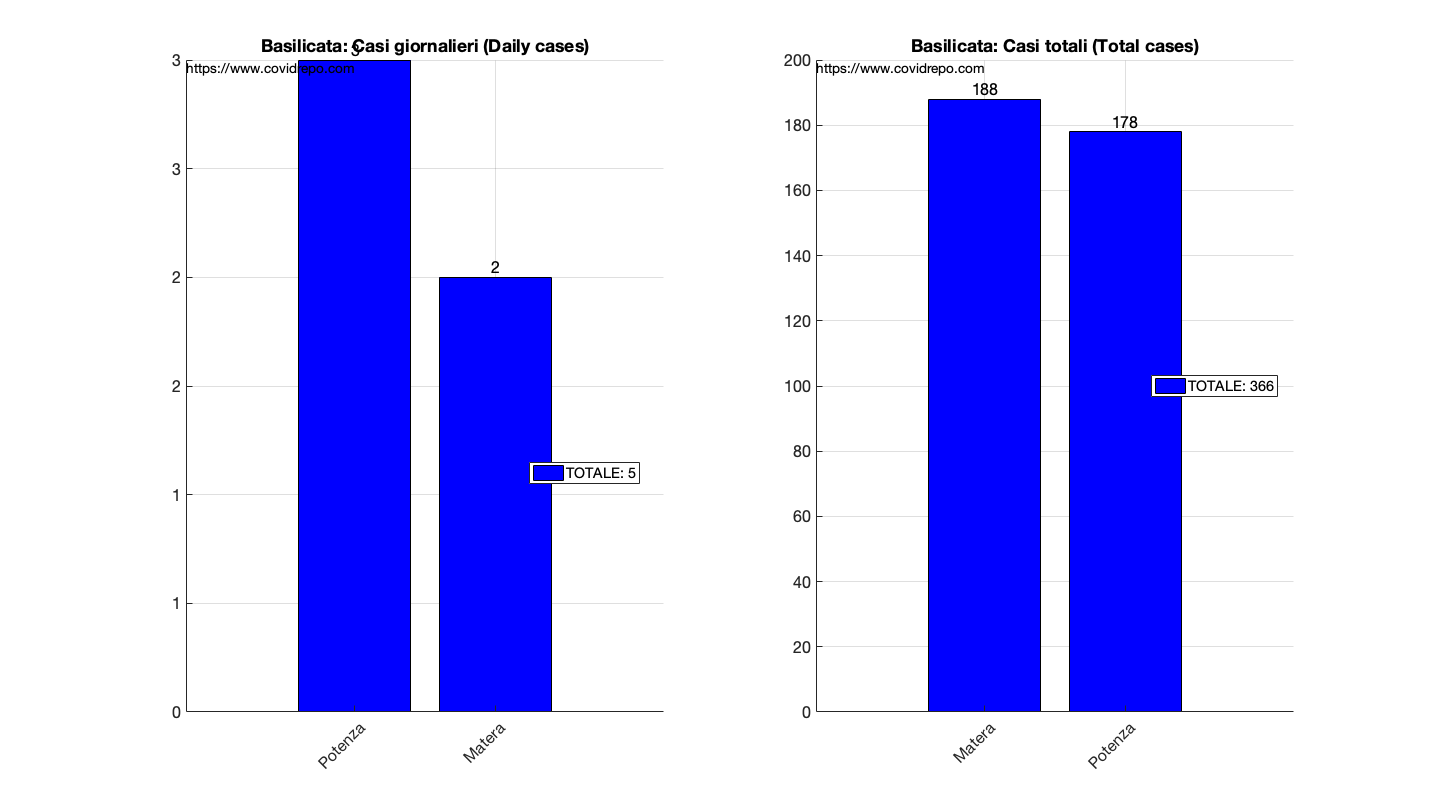 Basilicata: Casi giornalieri (Daily cases)
3
https://www.covidrepo.com
3
3
2
2
1
1
0
2
TOTALE: 5
Potenza
Matera
Basilicata: Casi totali (Total cases)
https://www.covidrepo.com
200
180
160
140
120
100
80
60
40
20
0
188
178
TOTALE: 366
Matera
Potenza